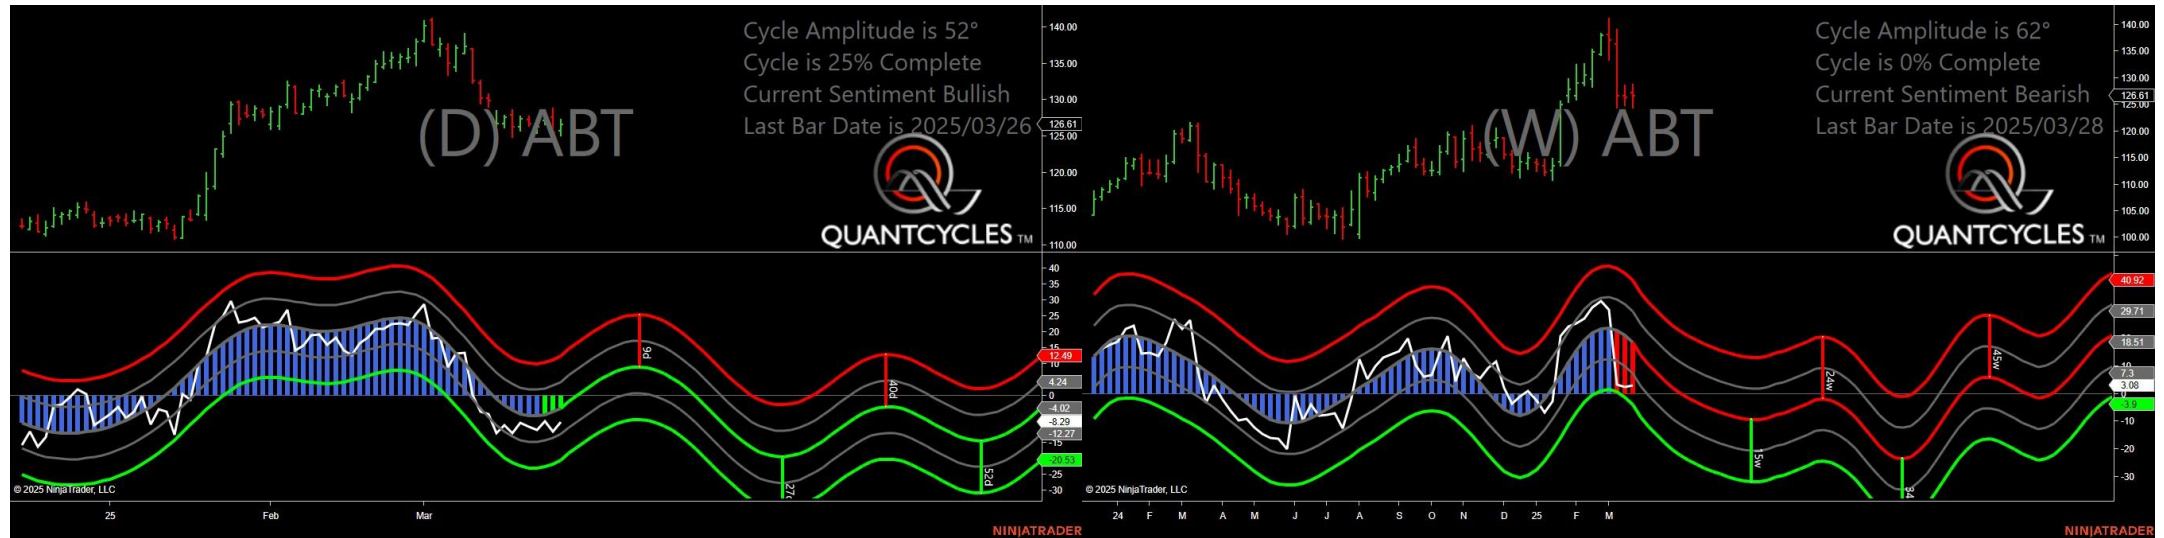 Cycle Amplitude is 52°
Cycle is 25% Complete
Current Sentiment Bullish
Last Bar Date is 2025/03/26
(D) ABT
QUANTCYCLES TM
140.00
135.00
130.00
126.61
125.00
120.00
115.00
110.00
40
35
30
25
20
15
12.49
10
4.24
0
-4.02
-8.29
-12.27
-15
-20.53
-25
-30
9d
27d
40d
52d
© 2025 NinjaTrader, LLC
25
Feb
Mar
NINJATRADER
Cycle Amplitude is 62°
Cycle is 0% Complete
Current Sentiment Bearish
Last Bar Date is 2025/03/28
(W) ABT
QUANTCYCLES TM
140.00
135.00
130.00
126.61
125.00
120.00
115.00
110.00
105.00
100.00
40.92
29.71
18.51
10
7.3
3.08
0
-3.9
-10
-20
-30
15w
24w
34
45w
© 2025 NinjaTrader, LLC
24 F M A M J J A S O N D 25 F M
NINJATRADER